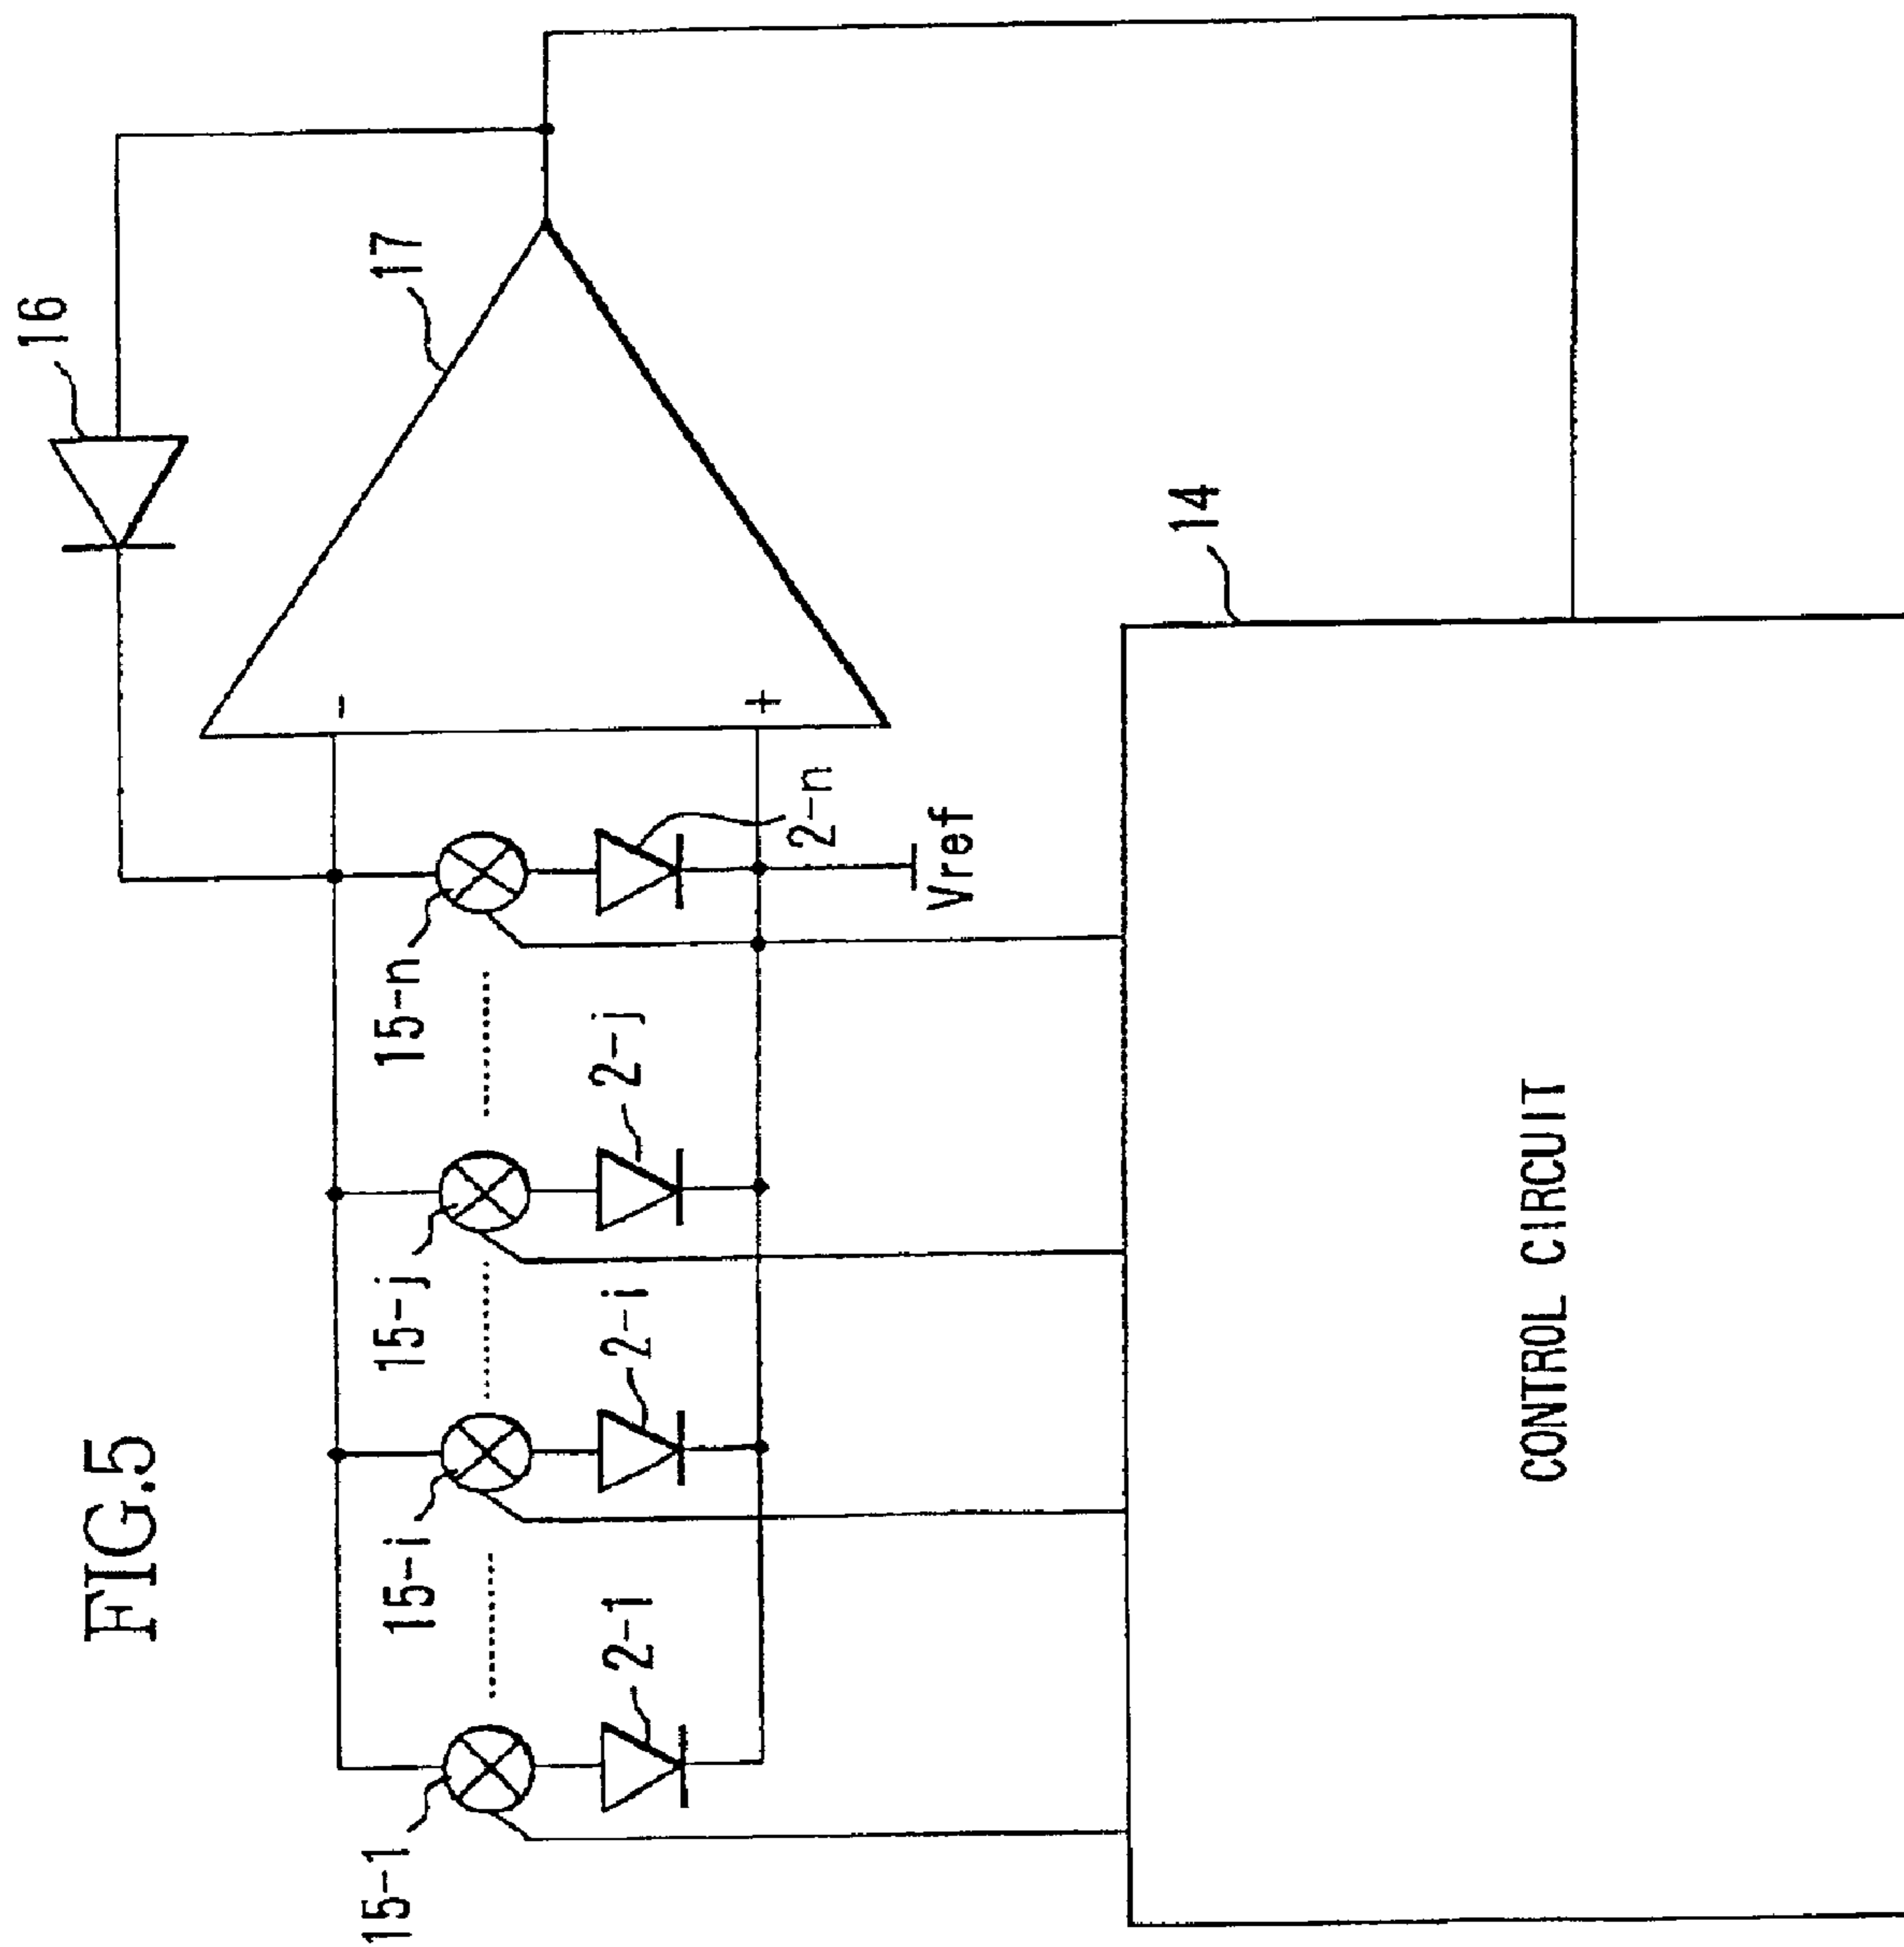 FIG.5
16
17
-
+
15-1
15-i
15-j
15-n
2-1
2-i
2-j
2-n
Vref
14
CONTROL CIRCUIT